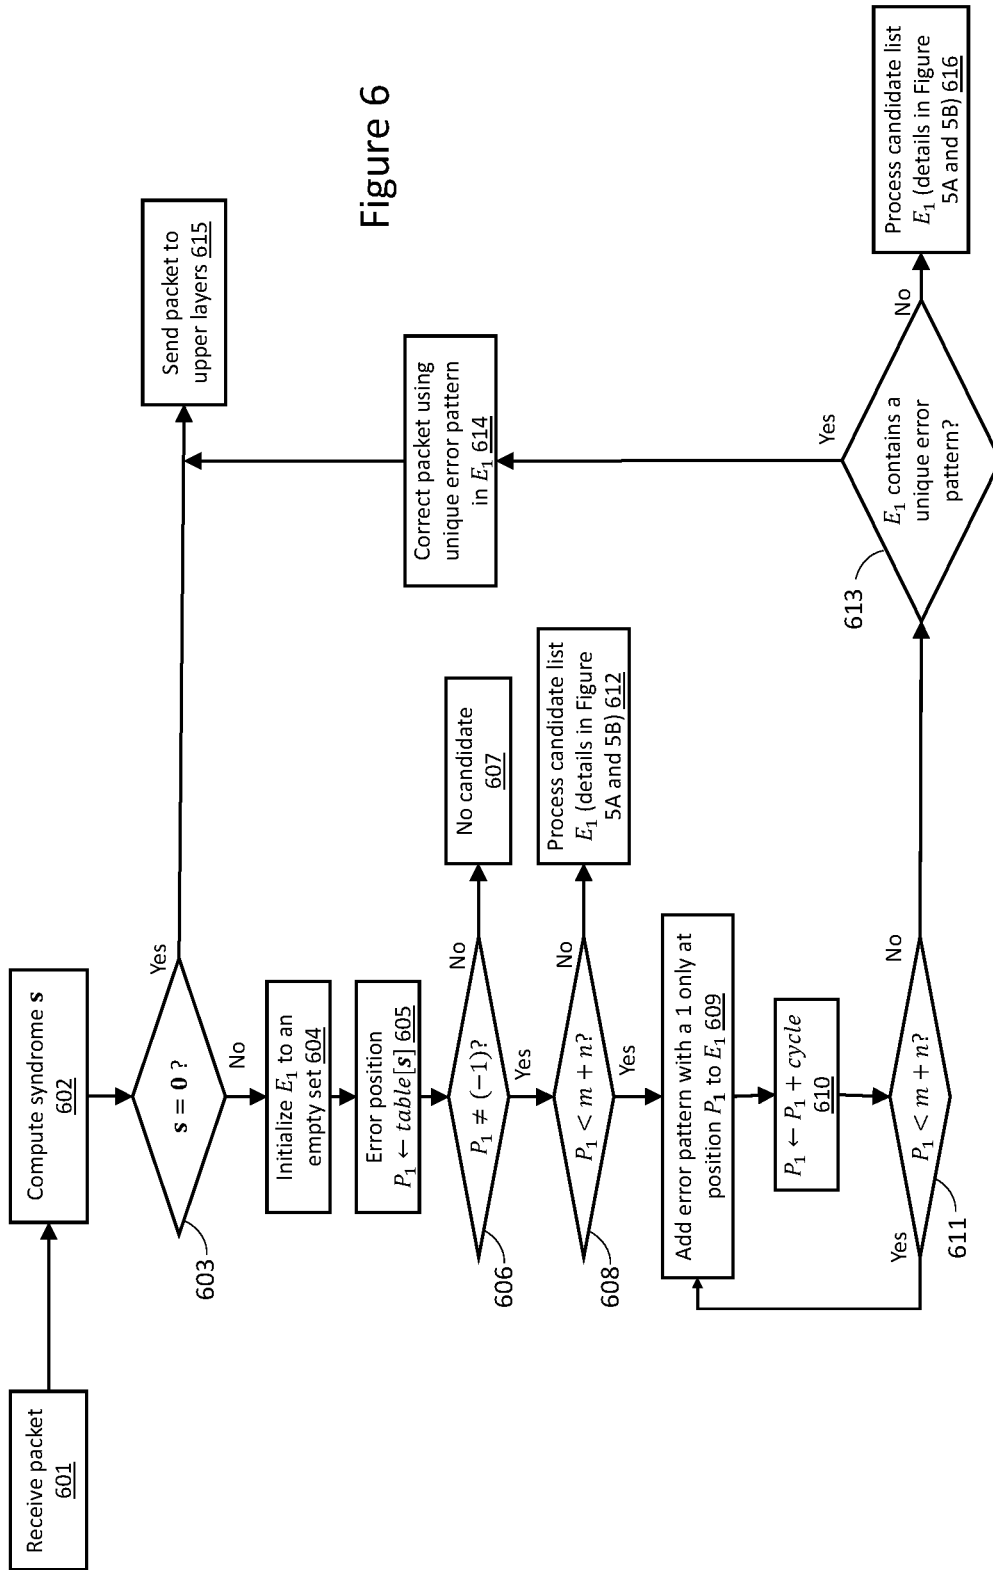 Receive packet
601
Compute syndrome s
602
s = 0 ?
603
Yes
No
Send packet to
upper layers 615
Initialize E₁ to an
empty set 604
Error position
P₁ ← table[s] 605
P₁ ≠ (−1)?
606
No
Yes
No candidate
607
P₁ < m + n?
608
No
Yes
Process candidate list
E₁ (details in Figure
5A and 5B) 612
Add error pattern with a 1 only at
position P₁ to E₁ 609
P₁ ← P₁ + cycle
610
P₁ < m + n?
611
Yes
No
E₁ contains a
unique error
pattern?
613
Yes
No
Correct packet using
unique error pattern
in E₁ 614
Process candidate list
E₁ (details in Figure
5A and 5B) 616
Figure 6